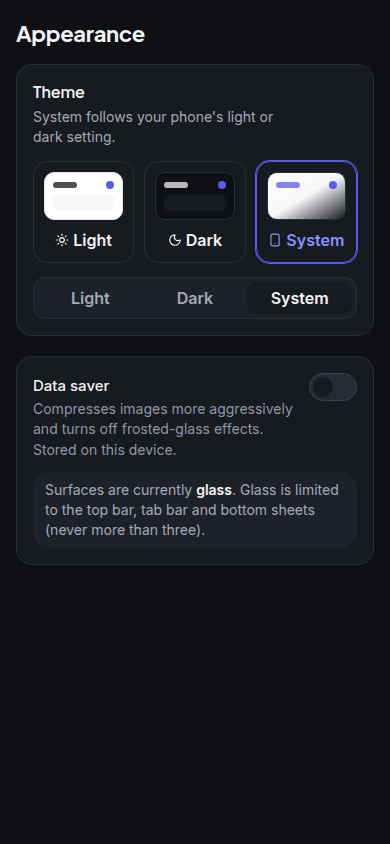 Appearance
Theme
System follows your phone's light or
dark setting.
Light
Dark
System
Light
Dark
System
Data saver
Compresses images more aggressively
and turns off frosted-glass effects.
Stored on this device.
Surfaces are currently glass. Glass is limited
to the top bar, tab bar and bottom sheets
(never more than three).